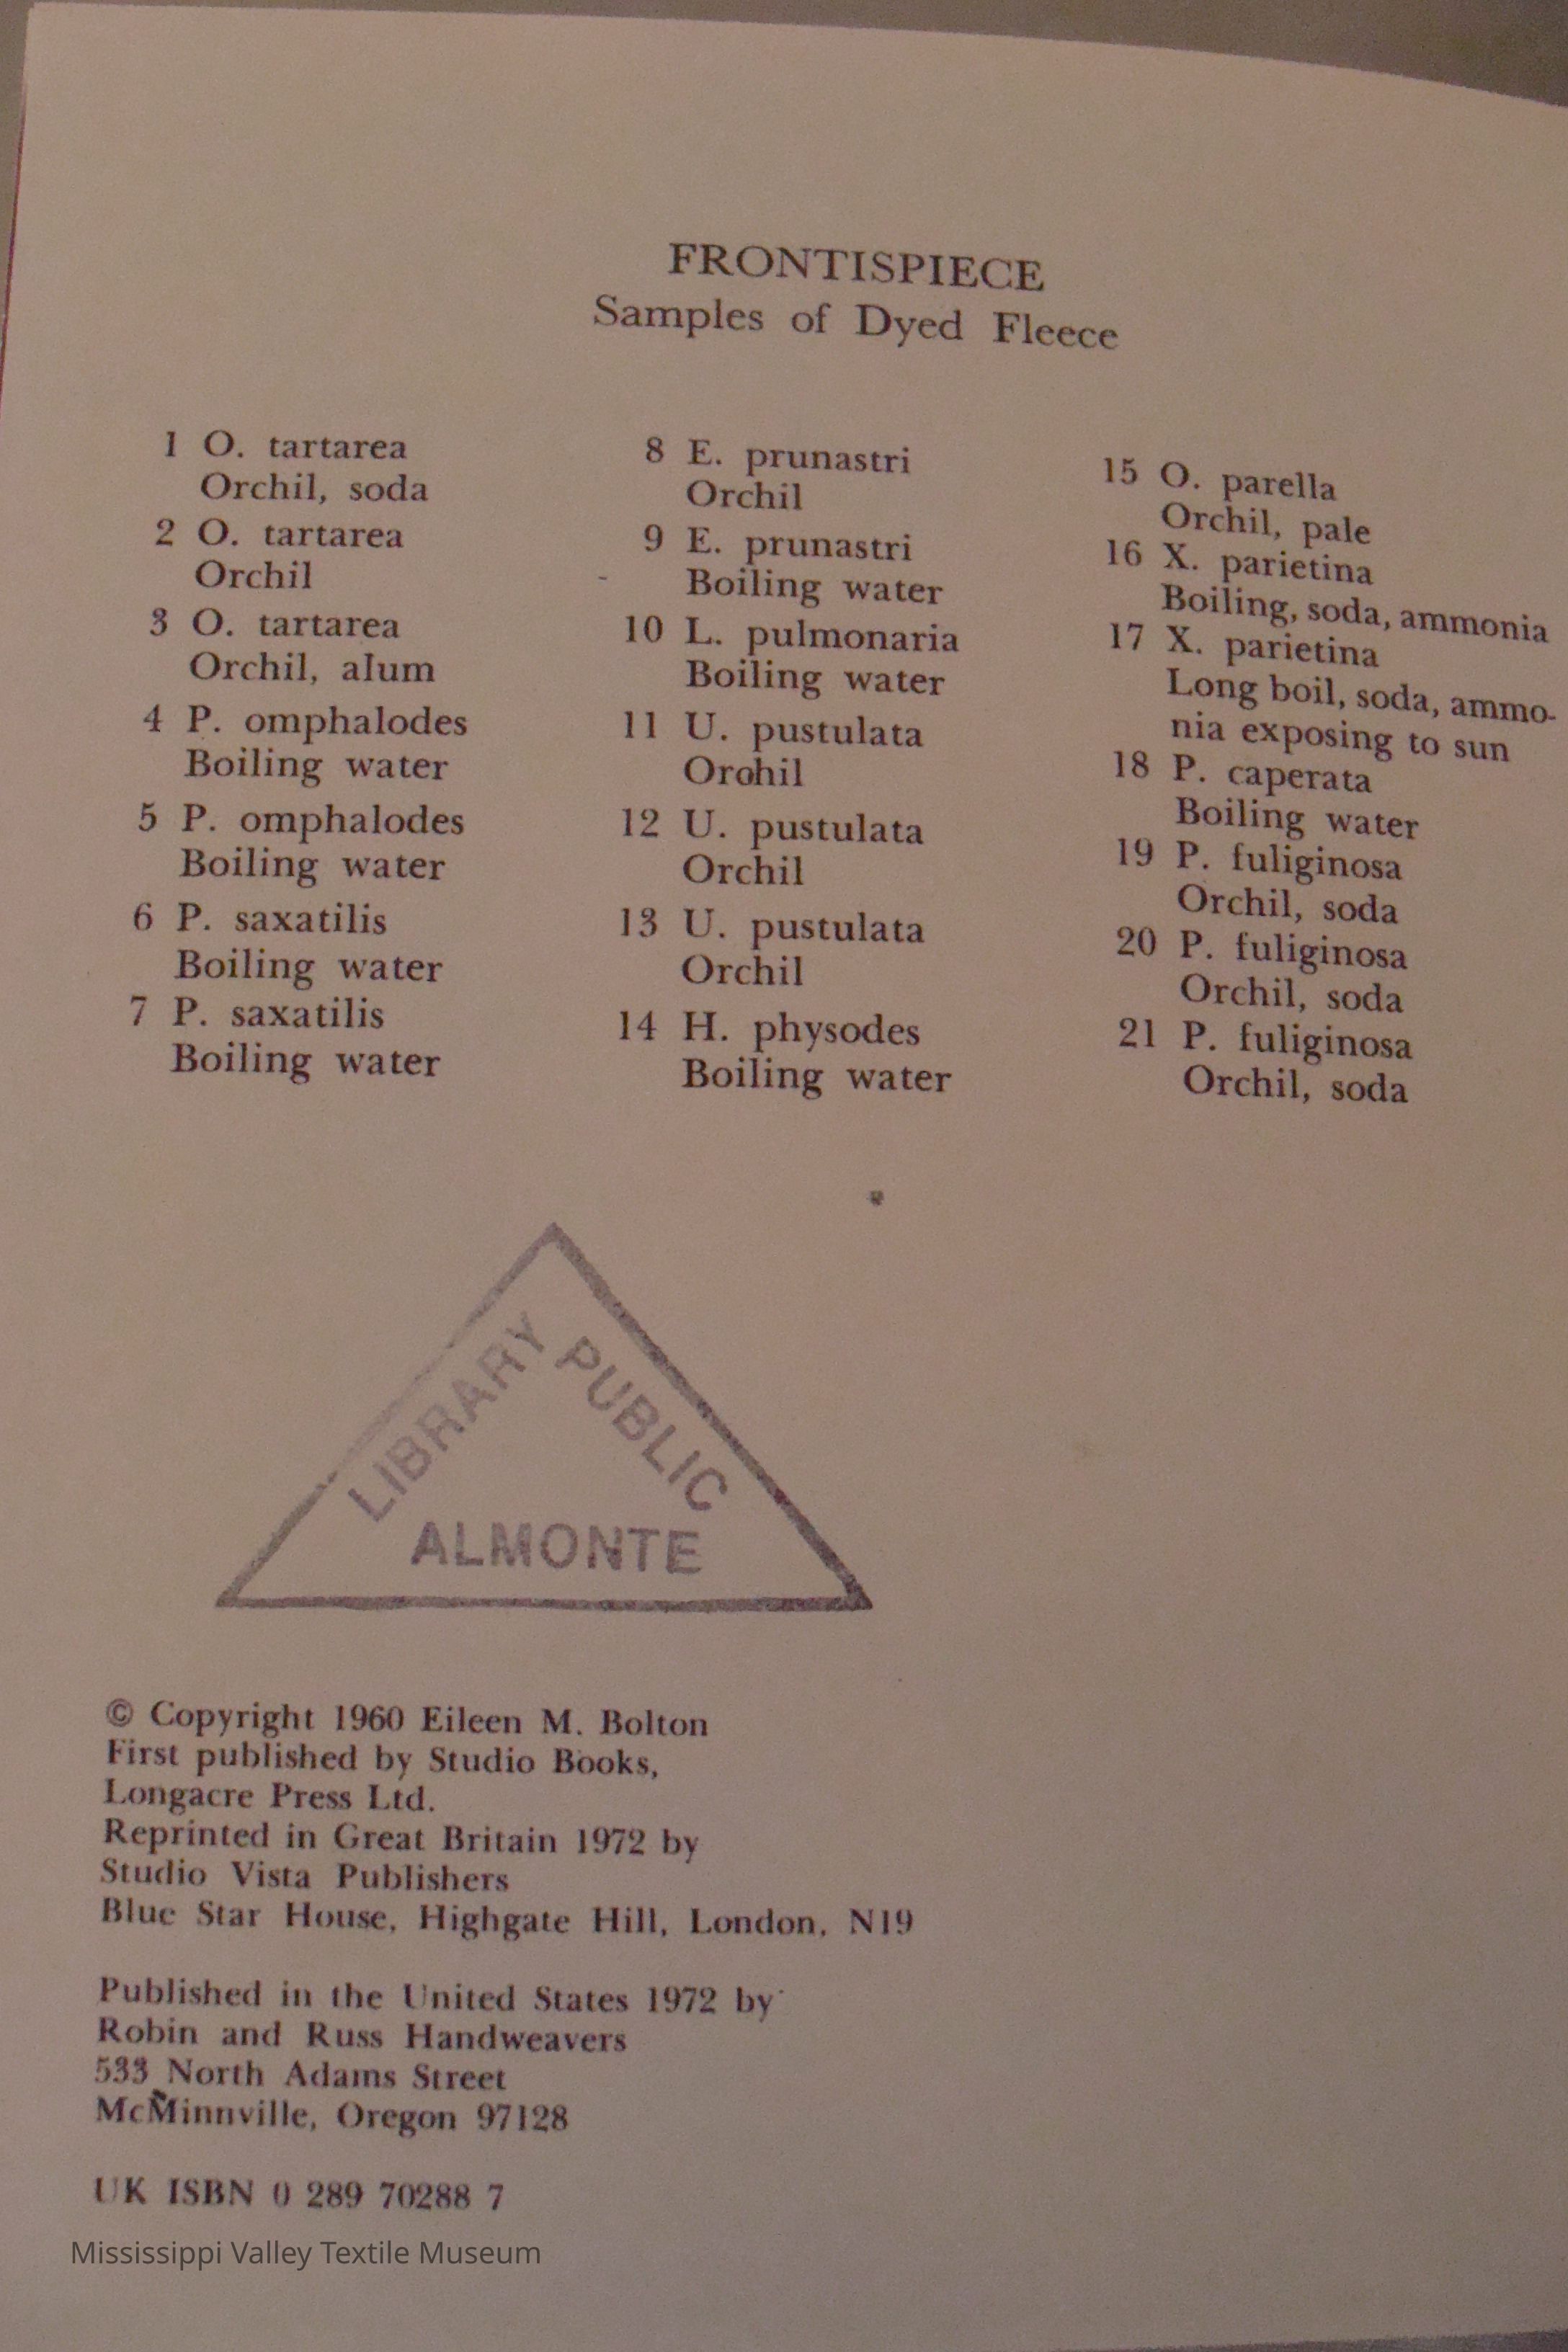 FRONTISPIECE
Samples of Dyed Fleece
1 O. tartarea
Orchil, soda
2 O. tartarea
Orchil
3 O. tartarea
Orchil, alum
4 P. omphalodes
Boiling water
5 P. omphalodes
Boiling water
6 P. saxatilis
Boiling water
7 P. saxatilis
Boiling water
8 E. prunastri
Orchil
9 E. prunastri
Boiling water
10 L. pulmonaria
Boiling water
11 U. pustulata
Orohil
12 U. pustulata
Orchil
13 U. pustulata
Orchil
14 H. physodes
Boiling water
15 O. parella
Orchil, pale
16 X. parietina
Boiling, soda, ammonia
17 X. parietina
Long boil, soda, ammo-
nia exposing to sun
18 P. caperata
Boiling water
19 P. fuliginosa
Orchil, soda
20 P. fuliginosa
Orchil, soda
21 P. fuliginosa
Orchil, soda
LIBRARY
PUBLIC
ALMONTE
© Copyright 1960 Eileen M. Bolton
First published by Studio Books,
Longacre Press Ltd.
Reprinted in Great Britain 1972 by
Studio Vista Publishers
Blue Star House, Highgate Hill, London, N19
Published in the United States 1972 by
Robin and Russ Handweavers
533 North Adams Street
McMinnville, Oregon 97128
UK ISBN 0 289 70288 7
Mississippi Valley Textile Museum